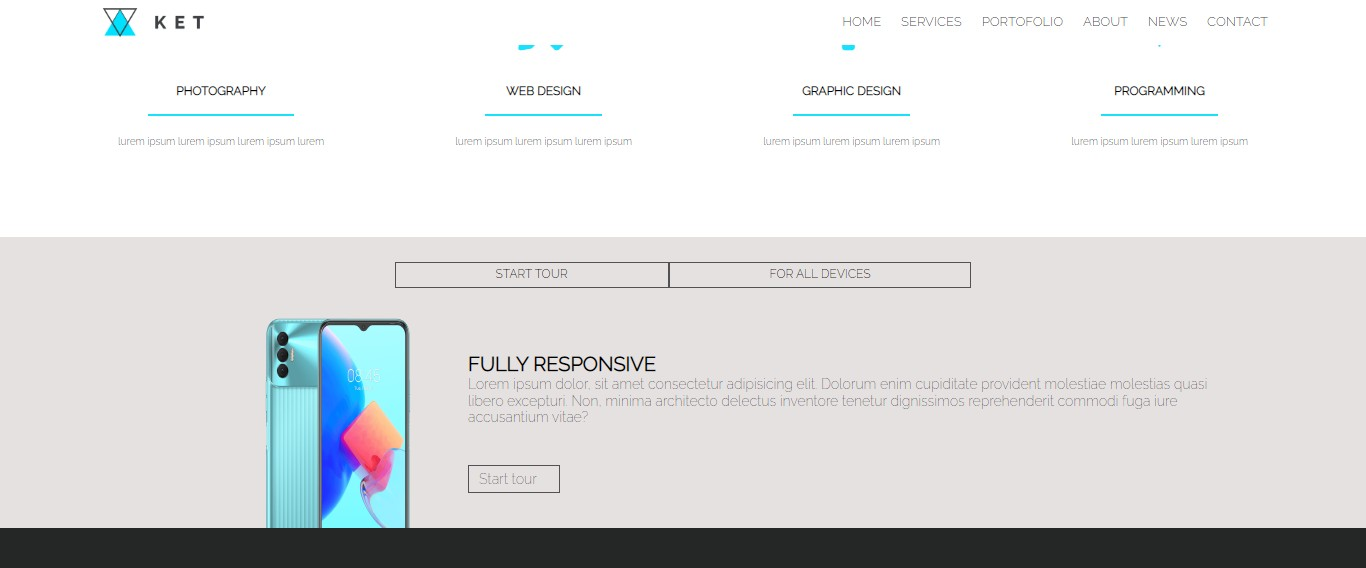 KET
HOME SERVICES PORTOFOLIO ABOUT NEWS CONTACT
PHOTOGRAPHY WEB DESIGN GRAPHIC DESIGN PROGRAMMING
lurem ipsum lurem ipsum lurem ipsum lurem lurem ipsum lurem ipsum lurem ipsum lurem ipsum lurem ipsum lurem ipsum lurem ipsum lurem ipsum lurem ipsum
START TOUR FOR ALL DEVICES
FULLY RESPONSIVE
Lorem ipsum dolor, sit amet consectetur adipisicing elit. Dolorum enim cupiditate provident molestiae molestias quasi
libero excepturi. Non, minima architecto delectus inventore tenetur dignissimos reprehenderit commodi fuga iure
accusantium vitae?
Start tour